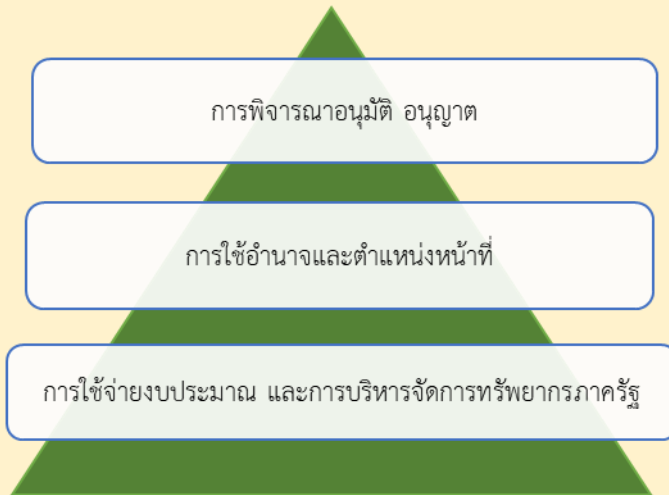 การพิจารณาอนุมัติ อนุญาต
การใช้อำนาจและตำแหน่งหน้าที่
การใช้จ่ายงบประมาณ และการบริหารจัดการทรัพยากรภาครัฐ